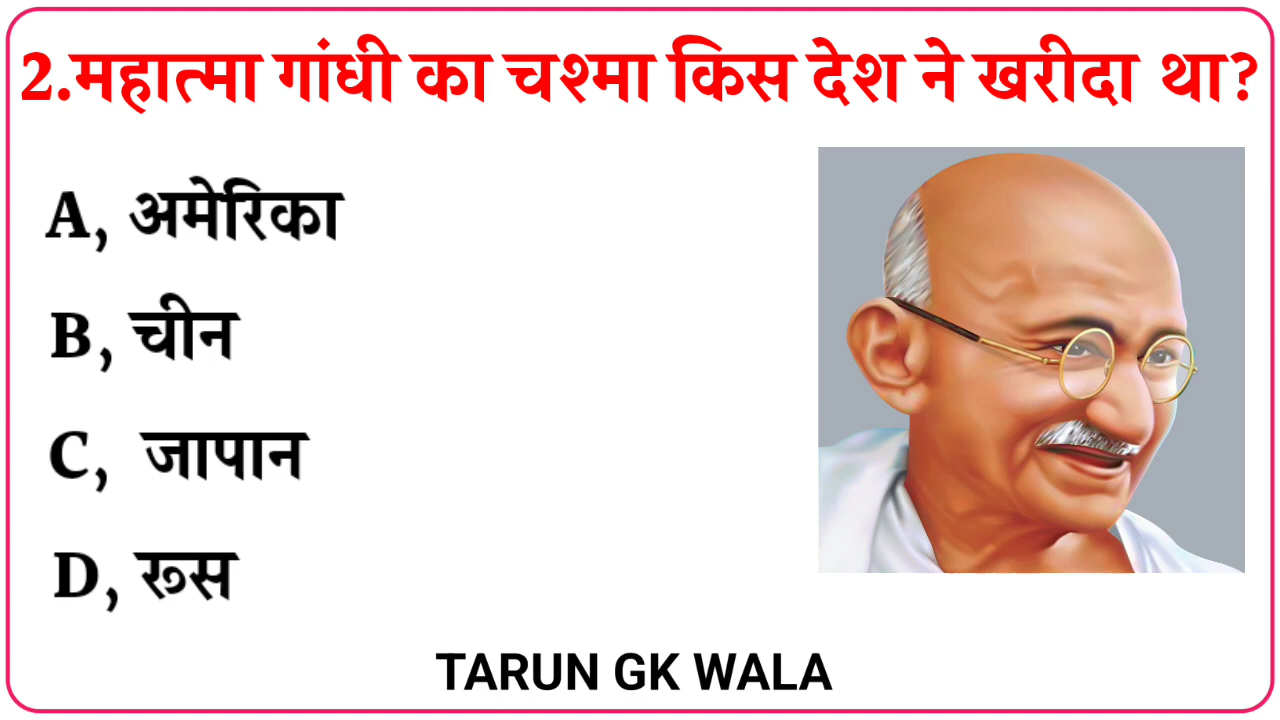 2.महात्मा गांधी का चश्मा किस देश ने खरीदा था?
A, अमेरिका
B, चीन
C, जापान
D, रूस
TARUN GK WALA